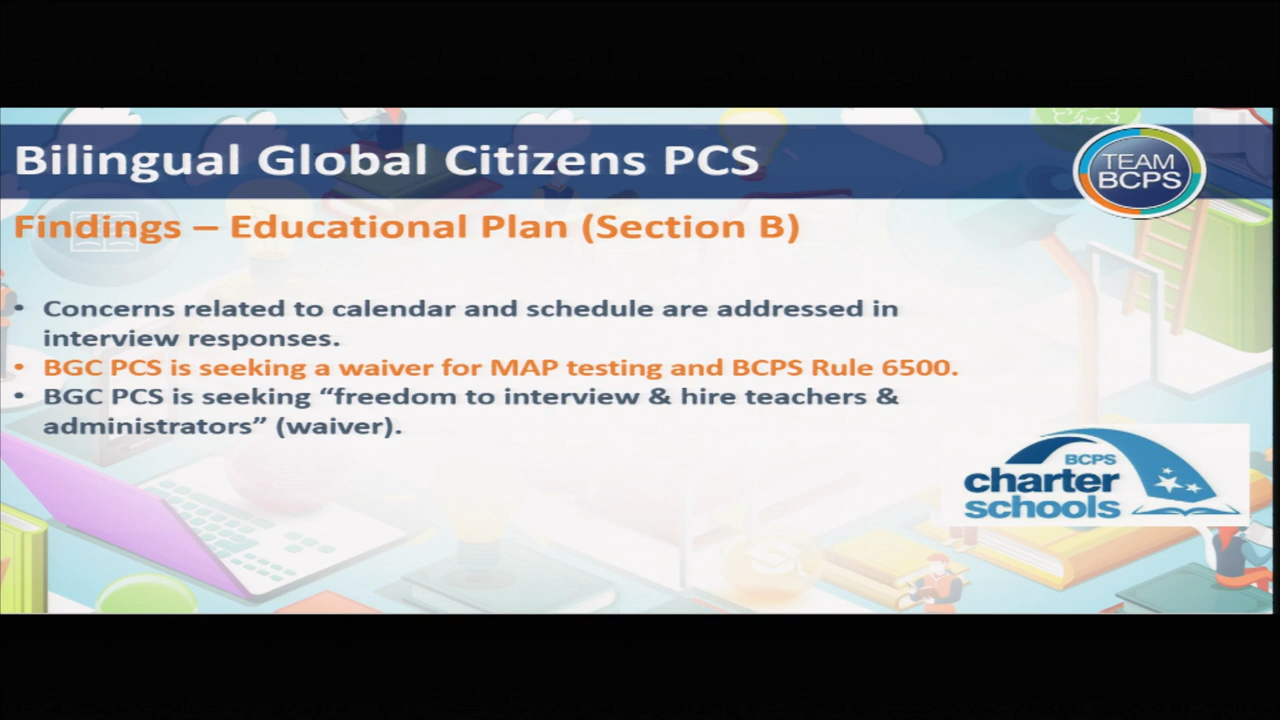 Bilingual Global Citizens PCS
TEAM
BCPS
Findings – Educational Plan (Section B)
• Concerns related to calendar and schedule are addressed in
interview responses.
• BGC PCS is seeking a waiver for MAP testing and BCPS Rule 6500.
• BGC PCS is seeking “freedom to interview & hire teachers &
administrators” (waiver).
BCPS
charter
schools